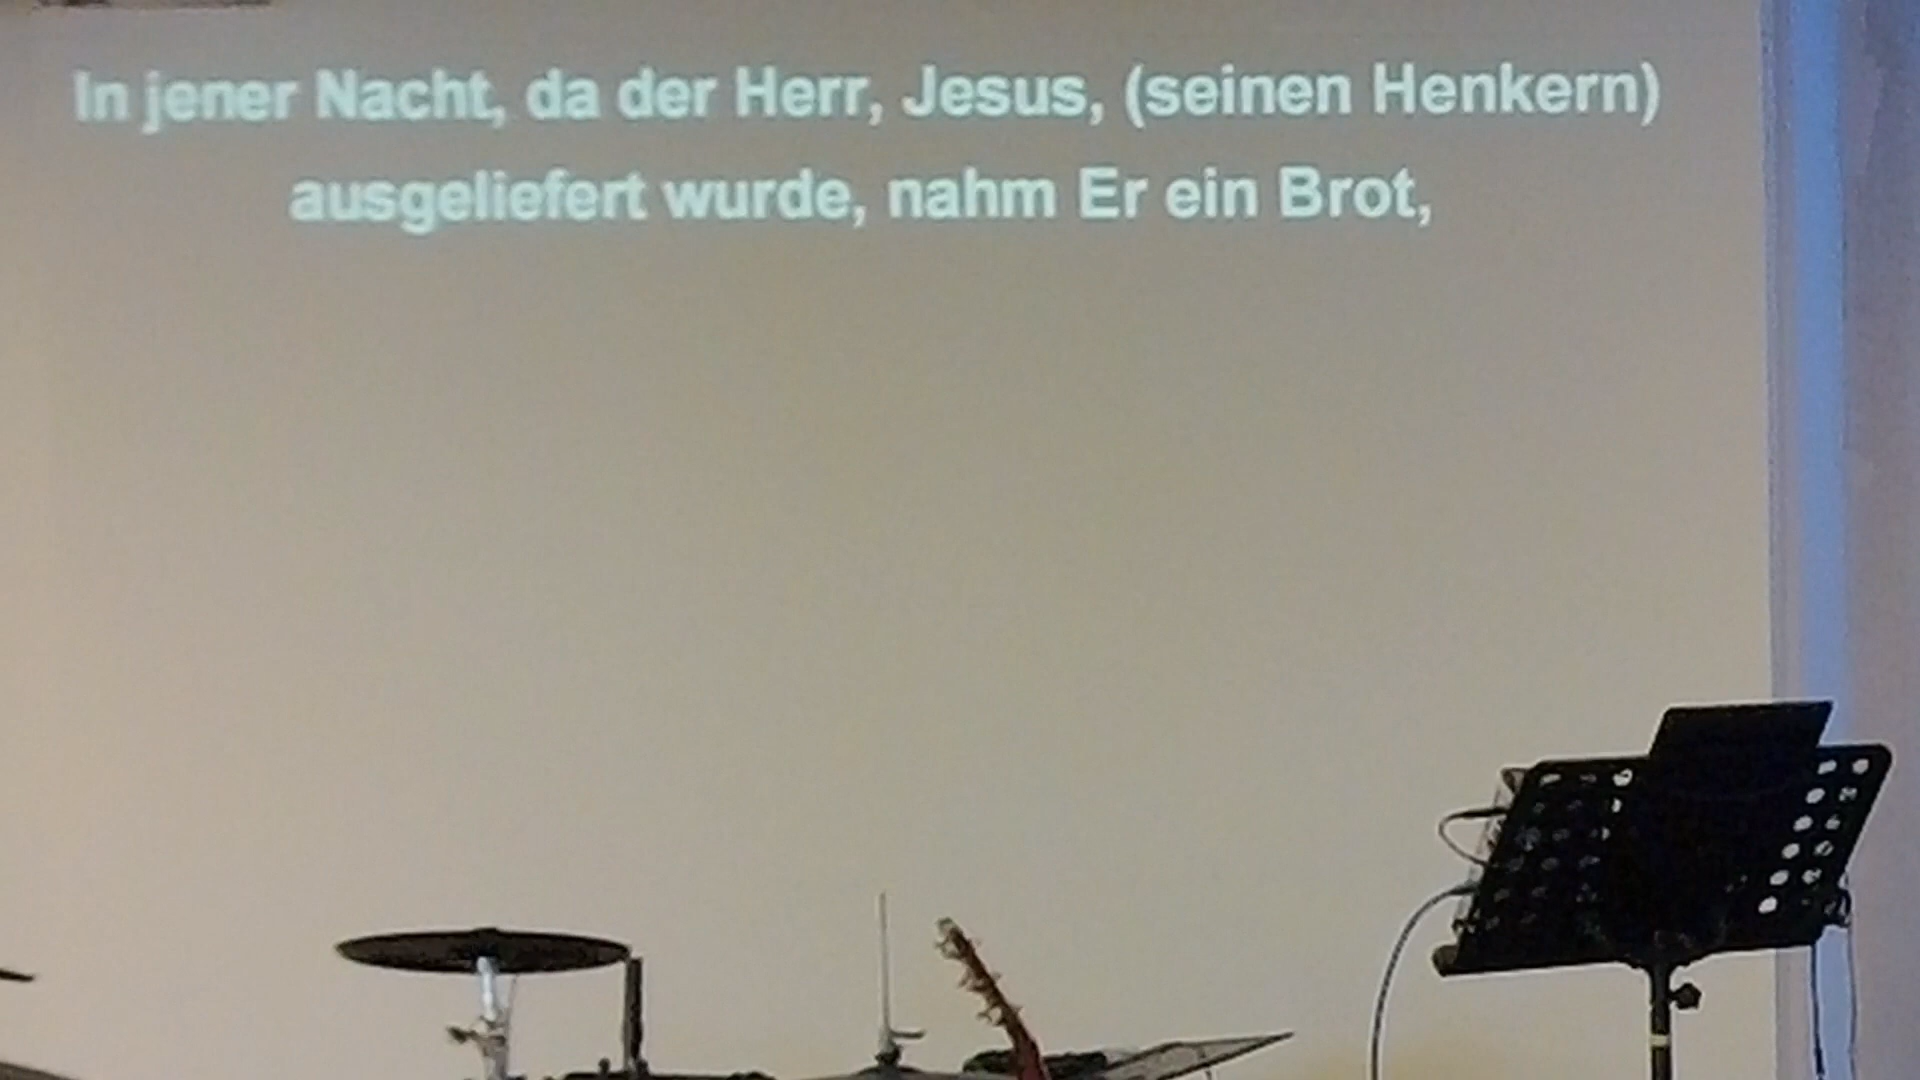 In jener Nacht, da der Herr, Jesus, (seinen Henkern)
ausgeliefert wurde, nahm Er ein Brot,